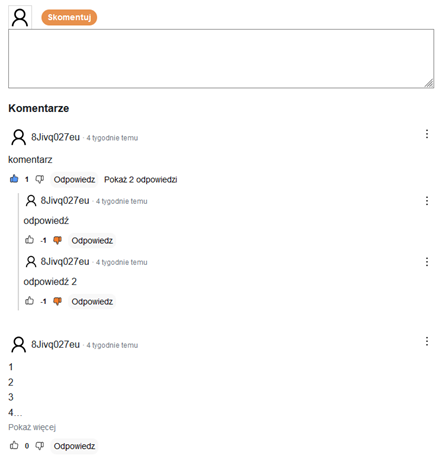 Skomentuj
Komentarze
8Jivq027eu · 4 tygodnie temu
komentarz
1 Odpowiedz Pokaż 2 odpowiedzi
8Jivq027eu · 4 tygodnie temu
odpowiedź
-1 Odpowiedz
8Jivq027eu · 4 tygodnie temu
odpowiedź 2
-1 Odpowiedz
8Jivq027eu · 4 tygodnie temu
1
2
3
4...
Pokaż więcej
0 Odpowiedz